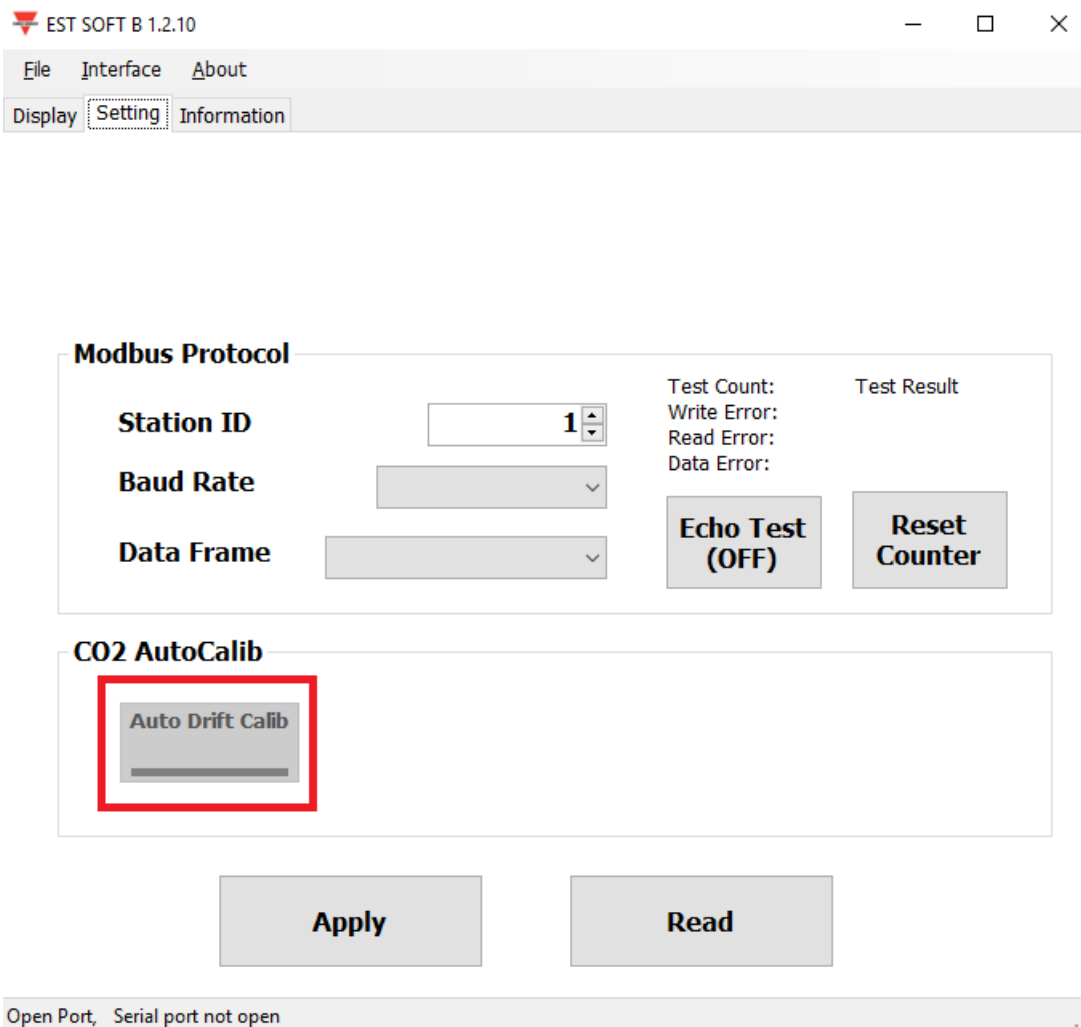 EST SOFT B 1.2.10
File Interface About
Display Setting Information
Modbus Protocol
Test Count: Test Result
Station ID 1 Write Error:
Read Error:
Data Error:
Baud Rate
Echo Test (OFF) Reset Counter
Data Frame
CO2 AutoCalib
Auto Drift Calib
Apply Read
Open Port, Serial port not open